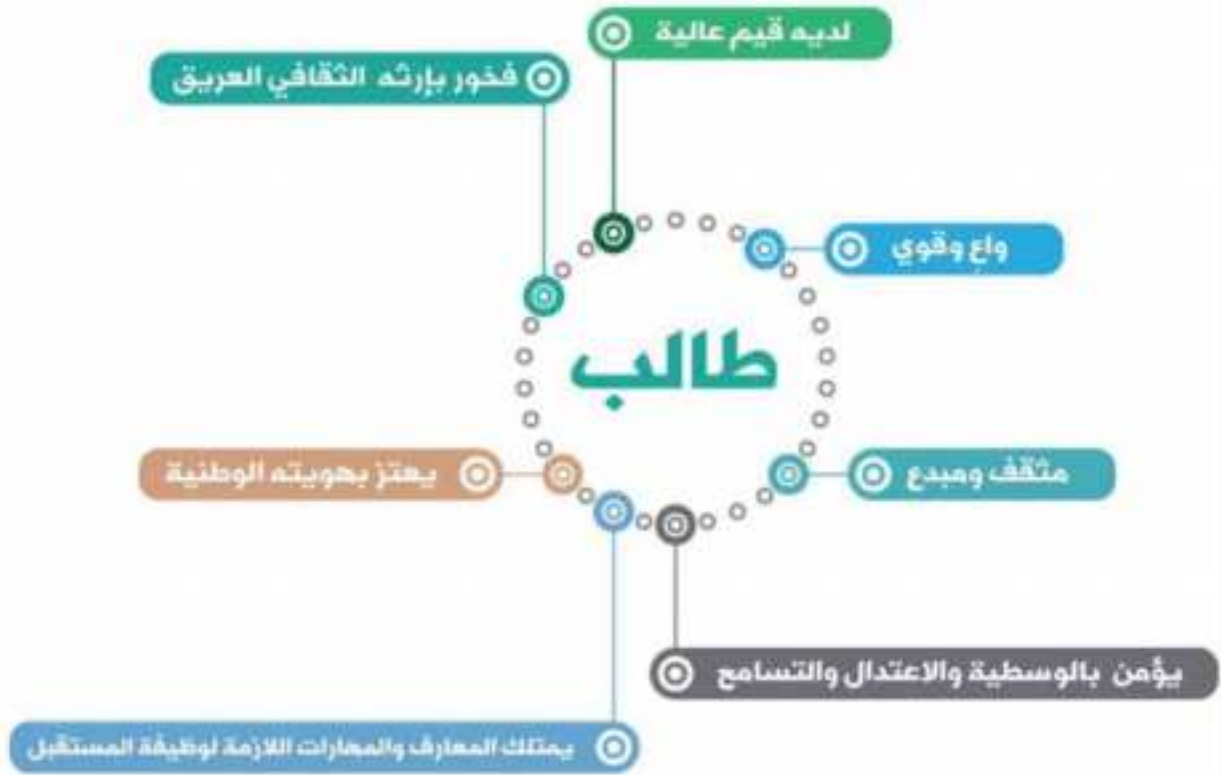 لديه قيم عالية
فخور بإرثه الثقافي العريق
واعٍ وقوي
طالب
يعتز بهويته الوطنية
مثقف ومبدع
يؤمن بالوسطية والاعتدال والتسامح
يمتلك المعارف والمهارات اللازمة لوظيفة المستقبل